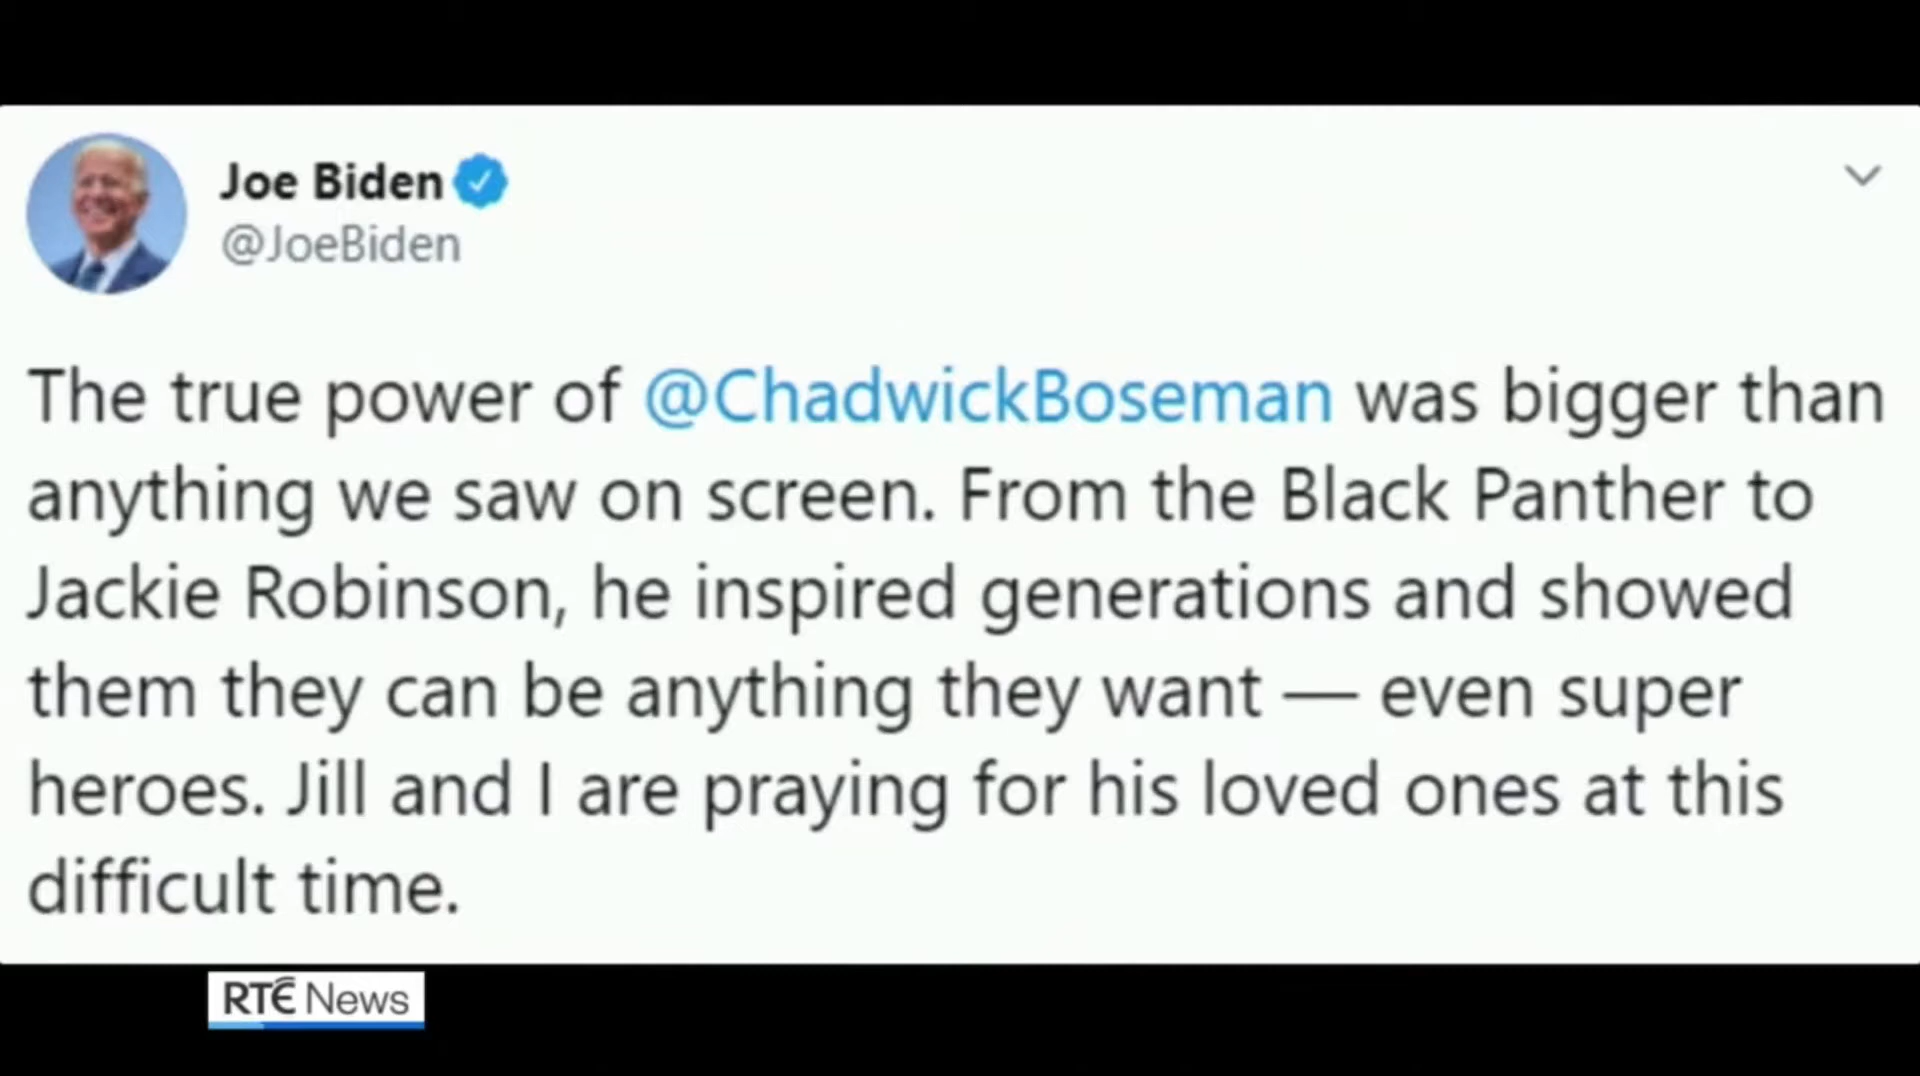 Joe Biden
@JoeBiden
The true power of @ChadwickBoseman was bigger than
anything we saw on screen. From the Black Panther to
Jackie Robinson, he inspired generations and showed
them they can be anything they want — even super
heroes. Jill and I are praying for his loved ones at this
difficult time.
RTÉ News